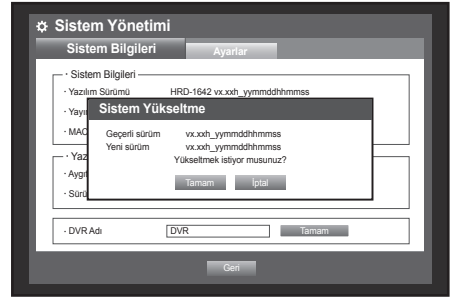 Sistem Yönetimi
Sistem Bilgileri Ayarlar
· Sistem Bilgileri
· Yazılım Sürümü HRD-1642 vx.xxh_yymmddhhmmss
· Yayı
Sistem Yükseltme
· MAC
Geçerli sürüm vx.xxh_yymmddhhmmss
Yeni sürüm vx.xxh_yymmddhhmmss
Yükseltmek istiyor musunuz?
· Yaz
· Aygıt
Tamam İptal
· Sürü
· DVR Adı DVR Tamam
Geri